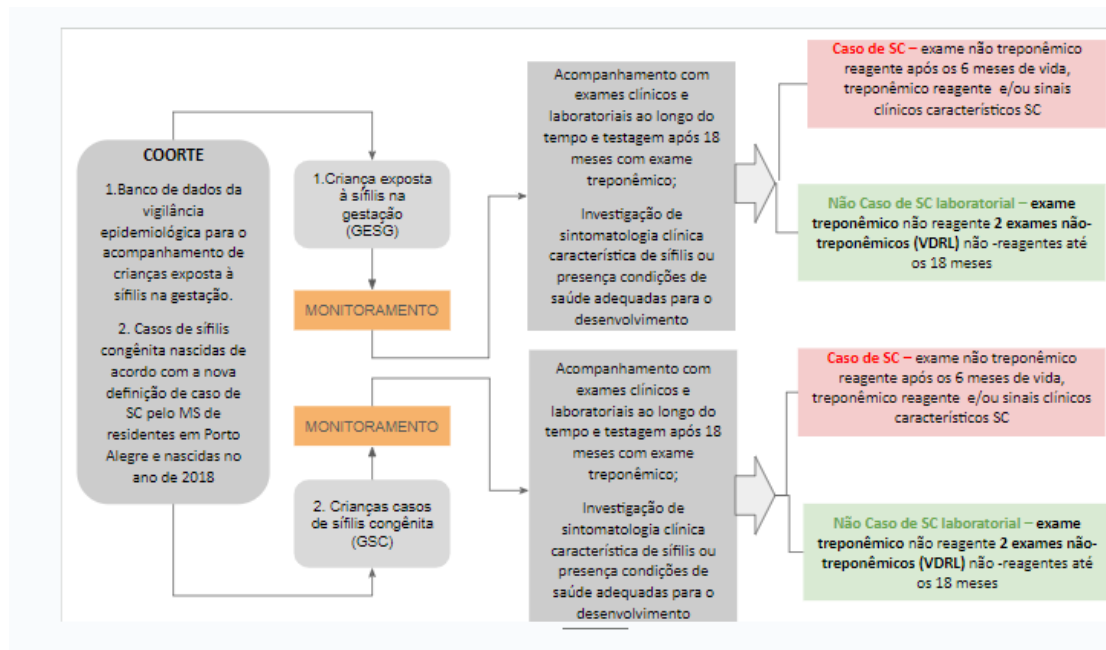 COORTE
1.Banco de dados da
vigilância
epidemiológica para o
acompanhamento de
crianças exposta à
sífilis na gestação.
2. Casos de sífilis
congênita nascidas de
acordo com a nova
definição de caso de
SC pelo MS de
residentes em Porto
Alegre e nascidas no
ano de 2018
1.Criança exposta
à sífilis na
gestação
(GESG)
MONITORAMENTO
MONITORAMENTO
2. Crianças casos
de sífilis congênita
(GSC)
Acompanhamento com
exames clínicos e
laboratoriais ao longo do
tempo e testagem após 18
meses com exame
treponêmico;
Investigação de
sintomatologia clínica
característica de sífilis ou
presença condições de
saúde adequadas para o
desenvolvimento
Caso de SC – exame não treponêmico
reagente após os 6 meses de vida,
treponêmico reagente e/ou sinais
clínicos característicos SC
Não Caso de SC laboratorial – exame
treponêmico não reagente 2 exames não-
treponêmicos (VDRL) não -reagentes até
os 18 meses
Acompanhamento com
exames clínicos e
laboratoriais ao longo do
tempo e testagem após 18
meses com exame
treponêmico;
Investigação de
sintomatologia clínica
característica de sífilis ou
presença condições de
saúde adequadas para o
desenvolvimento
Caso de SC – exame não treponêmico
reagente após os 6 meses de vida,
treponêmico reagente e/ou sinais clínicos
característicos SC
Não Caso de SC laboratorial – exame
treponêmico não reagente 2 exames não-
treponêmicos (VDRL) não -reagentes até
os 18 meses